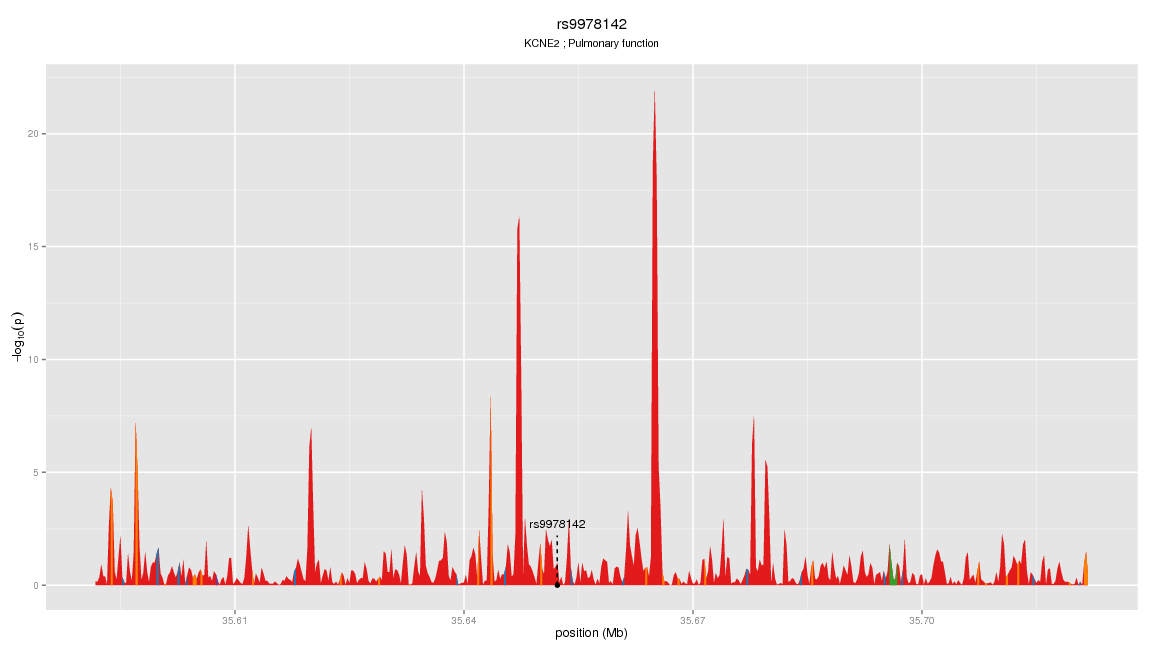 rs9978142
KCNE2 ; Pulmonary function
20
15
10
5
0
−log10(p)
rs9978142
35.61
35.64
35.67
35.70
position (Mb)